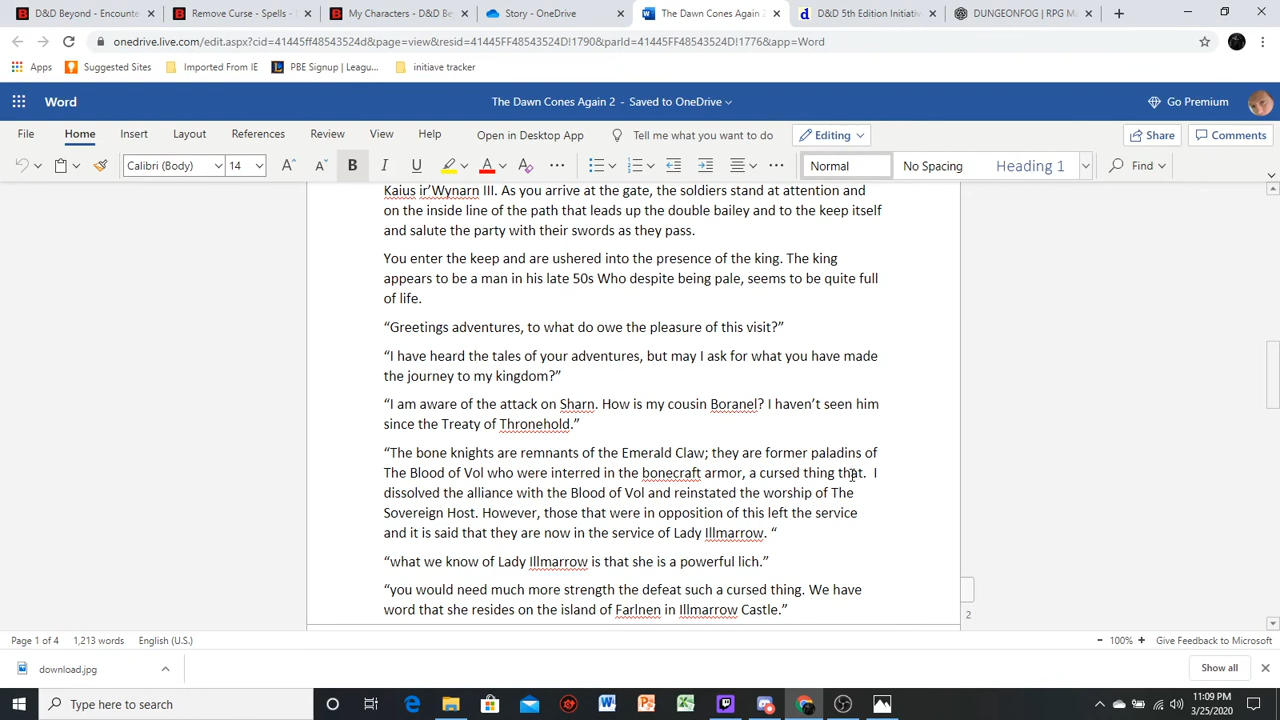 D&D Beyond - Encounte
Remove Curse - Spells -
My Characters - D&D Be
Story - OneDrive
The Dawn Cones Again 2
D&D 5th Edition Initiativ
DUNGEONFOG | RPG M
onedrive.live.com/edit.aspx?cid=41445ff48543524d&page=view&resid=41445FF48543524D!1790&parId=41445FF48543524D!1776&app=Word
Apps
Suggested Sites
Imported From IE
PBE Signup | Leagu...
initiave tracker
Word
The Dawn Cones Again 2 - Saved to OneDrive
Go Premium
File Home Insert Layout References Review View Help Open in Desktop App Tell me what you want to do Editing Share Comments
Calibri (Body) 14 A A B I U A A Normal No Spacing Heading 1 Find
Kaius ir’Wynarn III. As you arrive at the gate, the soldiers stand at attention and
on the inside line of the path that leads up the double bailey and to the keep itself
and salute the party with their swords as they pass.
You enter the keep and are ushered into the presence of the king. The king
appears to be a man in his late 50s Who despite being pale, seems to be quite full
of life.
“Greetings adventures, to what do owe the pleasure of this visit?”
“I have heard the tales of your adventures, but may I ask for what you have made
the journey to my kingdom?”
“I am aware of the attack on Sharn. How is my cousin Boranel? I haven’t seen him
since the Treaty of Thronehold.”
“The bone knights are remnants of the Emerald Claw; they are former paladins of
The Blood of Vol who were interred in the bonecraft armor, a cursed thing that. I
dissolved the alliance with the Blood of Vol and reinstated the worship of The
Sovereign Host. However, those that were in opposition of this left the service
and it is said that they are now in the service of Lady Illmarrow. “
“what we know of Lady Illmarrow is that she is a powerful lich.”
“you would need much more strength the defeat such a cursed thing. We have
word that she resides on the island of Farlnen in Illmarrow Castle.”
2
Page 1 of 4 1,213 words English (U.S.) 100% Give Feedback to Microsoft
download.jpg
Show all
Type here to search
11:09 PM
3/25/2020